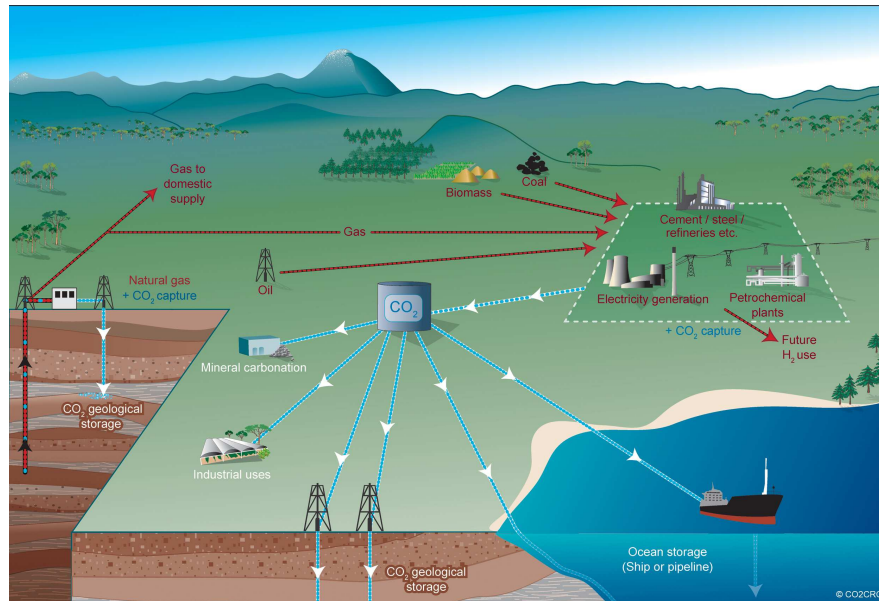 Gas to
domestic
supply
Biomass
Coal
Cement / steel /
refineries etc.
Gas
Oil
Natural gas
+ CO₂ capture
CO₂
Electricity generation
Petrochemical
plants
+ CO₂ capture
Future
H₂ use
Mineral carbonation
CO₂ geological
storage
Industrial uses
CO₂ geological
storage
Ocean storage
(Ship or pipeline)
© CO2CRC